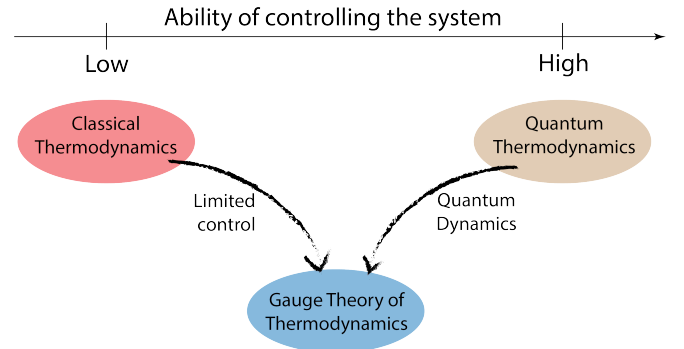 Ability of controlling the system
Low
High
Classical
Thermodynamics
Quantum
Thermodynamics
Limited
control
Quantum
Dynamics
Gauge Theory of
Thermodynamics